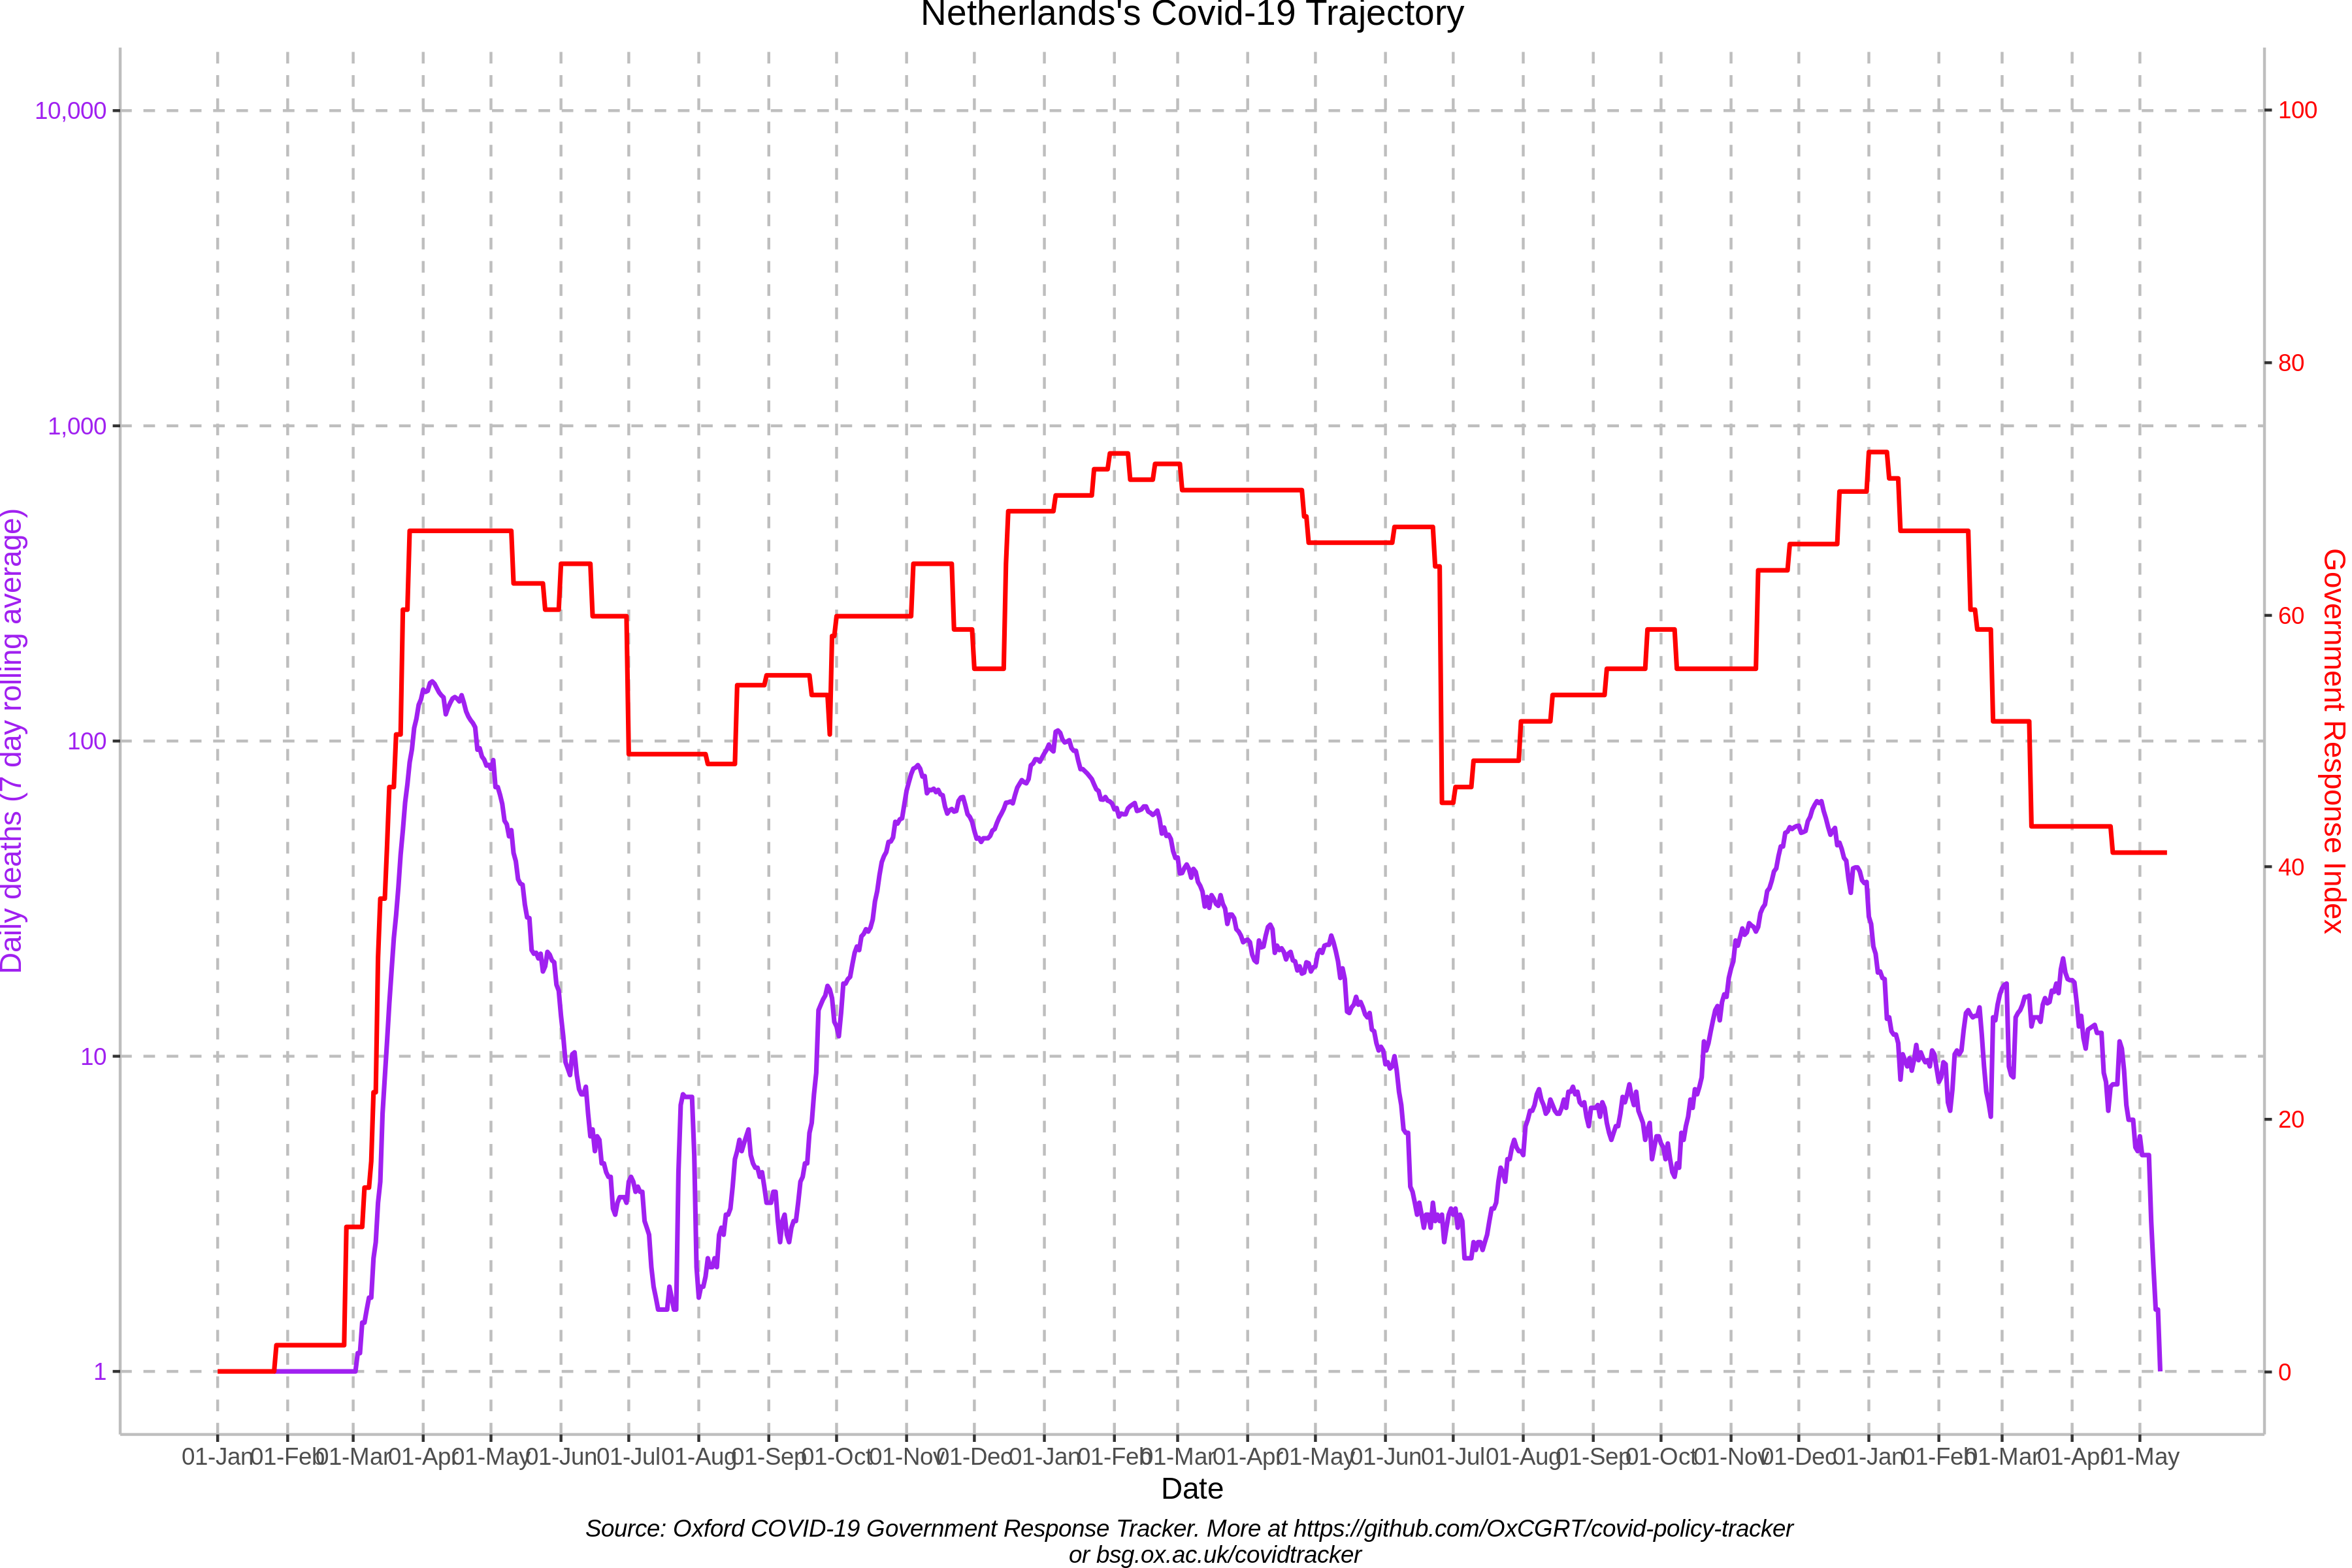 Netherlands's Covid-19 Trajectory
10,000
1,000
100
10
1
Daily deaths (7 day rolling average)
100
80
60
40
20
0
Government Response Index
01-Jan 01-Feb 01-Mar 01-Apr 01-May 01-Jun 01-Jul 01-Aug 01-Sep 01-Oct 01-Nov 01-Dec 01-Jan 01-Feb 01-Mar 01-Apr 01-May 01-Jun 01-Jul 01-Aug 01-Sep 01-Oct 01-Nov 01-Dec 01-Jan 01-Feb 01-Mar 01-Apr 01-May
Date
Source: Oxford COVID-19 Government Response Tracker. More at https://github.com/OxCGRT/covid-policy-tracker
or bsg.ox.ac.uk/covidtracker